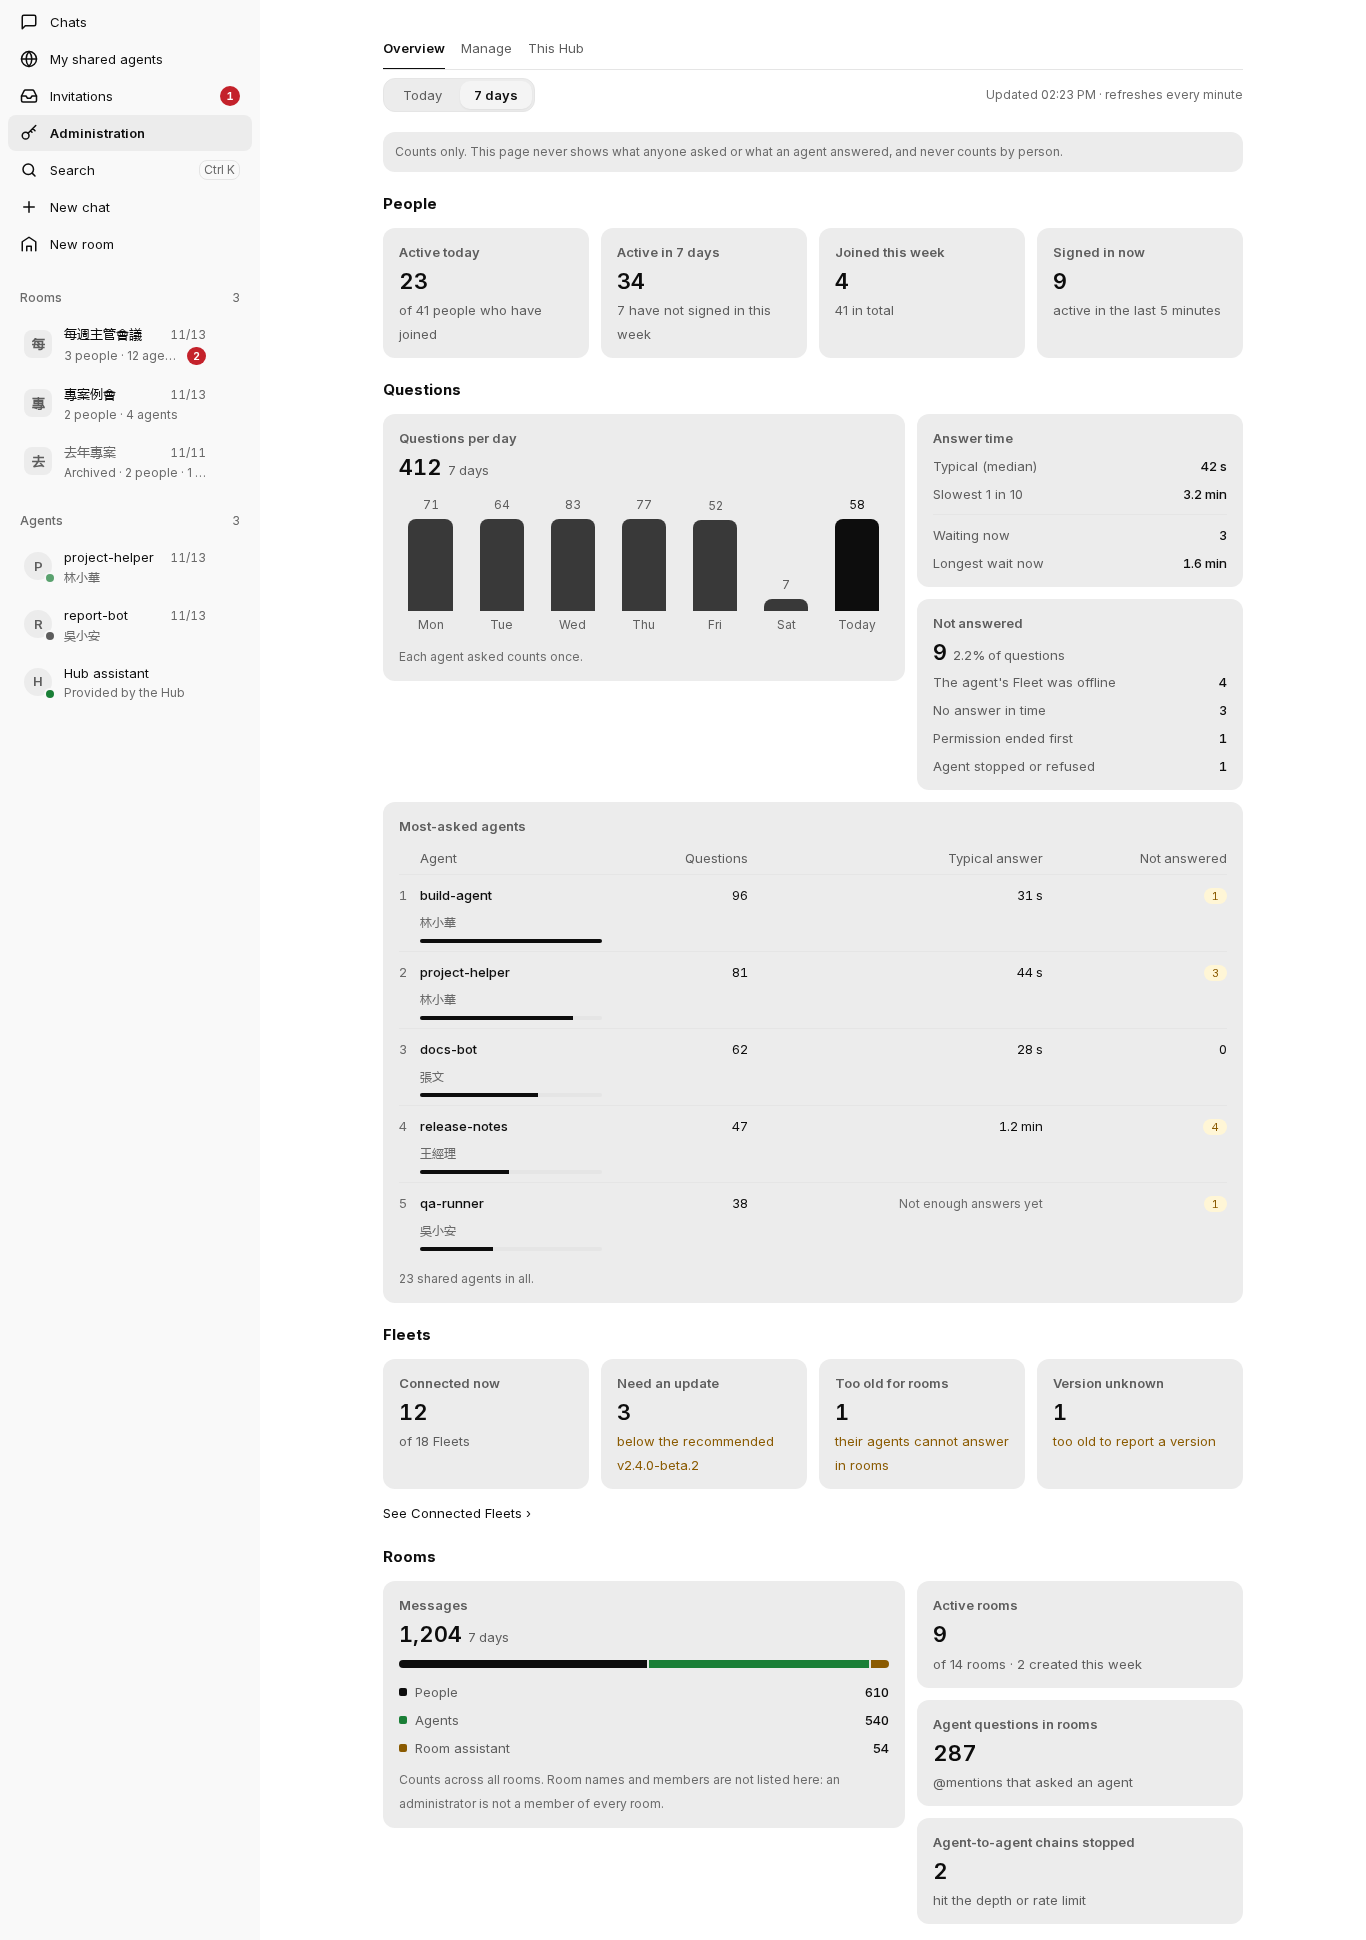 Chats
My shared agents
Invitations 1
Administration
Search Ctrl K
New chat
New room
Rooms 3
每 每週主管會議 11/13
3 people · 12 age… 2
專 專案例會 11/13
2 people · 4 agents
去 去年專案 11/11
Archived · 2 people · 1 …
Agents 3
P project-helper 11/13
林小華
R report-bot 11/13
吳小安
H Hub assistant
Provided by the Hub
Overview Manage This Hub
Today 7 days Updated 02:23 PM · refreshes every minute
Counts only. This page never shows what anyone asked or what an agent answered, and never counts by person.
People
Active today
23
of 41 people who have
joined
Active in 7 days
34
7 have not signed in this
week
Joined this week
4
41 in total
Signed in now
9
active in the last 5 minutes
Questions
Questions per day
412 7 days
71 64 83 77 52 7 58
Mon Tue Wed Thu Fri Sat Today
Each agent asked counts once.
Answer time
Typical (median) 42 s
Slowest 1 in 10 3.2 min
Waiting now 3
Longest wait now 1.6 min
Not answered
9 2.2% of questions
The agent's Fleet was offline 4
No answer in time 3
Permission ended first 1
Agent stopped or refused 1
Most-asked agents
Agent Questions Typical answer Not answered
1 build-agent 96 31 s 1
林小華
2 project-helper 81 44 s 3
林小華
3 docs-bot 62 28 s 0
張文
4 release-notes 47 1.2 min 4
王經理
5 qa-runner 38 Not enough answers yet 1
吳小安
23 shared agents in all.
Fleets
Connected now
12
of 18 Fleets
Need an update
3
below the recommended
v2.4.0-beta.2
Too old for rooms
1
their agents cannot answer
in rooms
Version unknown
1
too old to report a version
See Connected Fleets ›
Rooms
Messages
1,204 7 days
People 610
Agents 540
Room assistant 54
Counts across all rooms. Room names and members are not listed here: an
administrator is not a member of every room.
Active rooms
9
of 14 rooms · 2 created this week
Agent questions in rooms
287
@mentions that asked an agent
Agent-to-agent chains stopped
2
hit the depth or rate limit